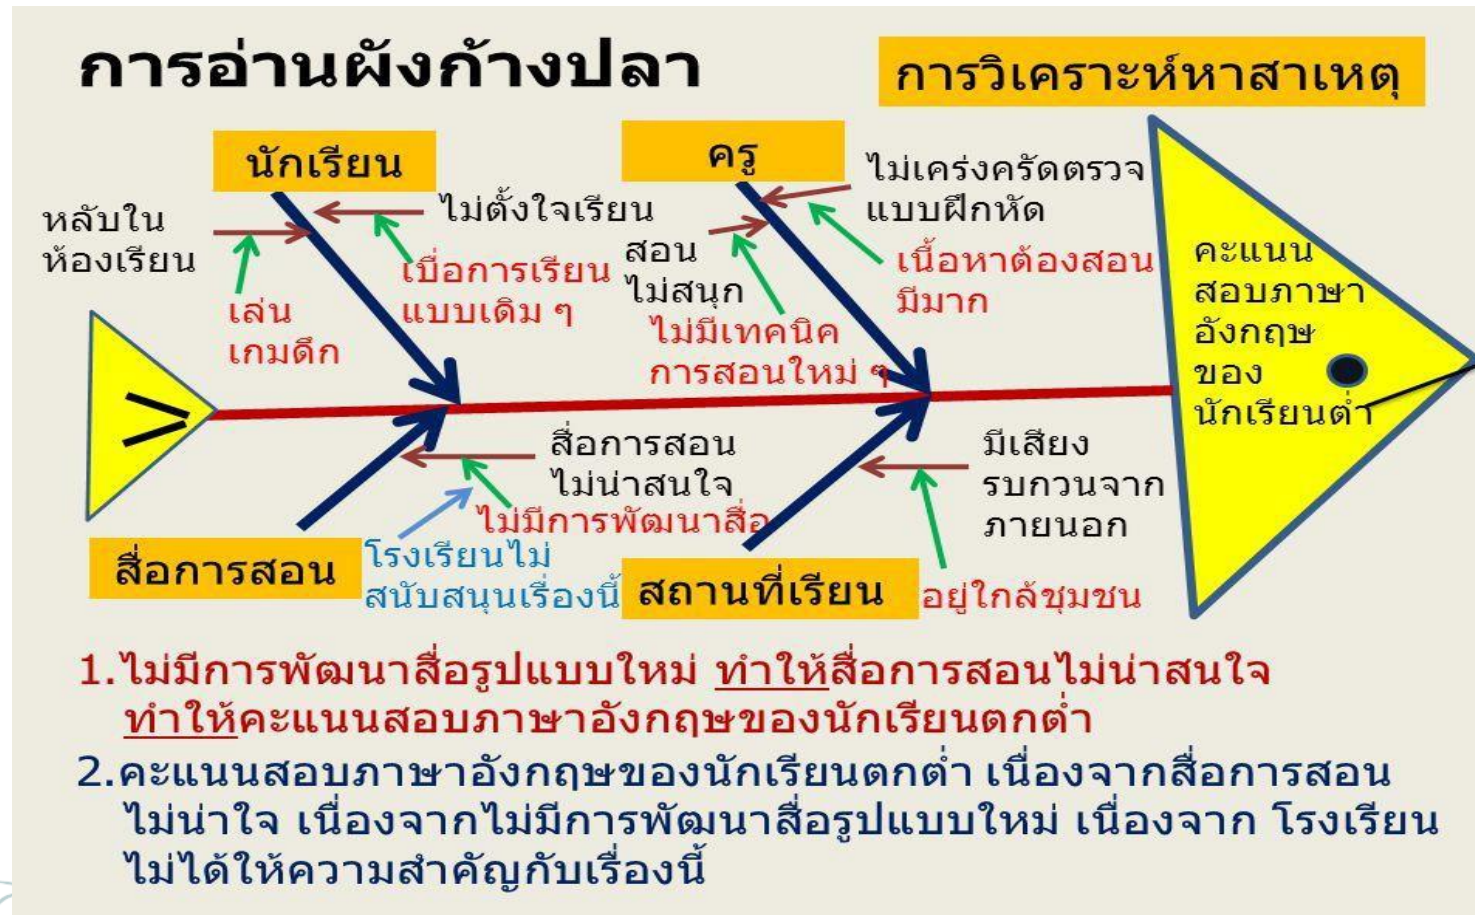 การอ่านผังก้างปลา
การวิเคราะห์หาสาเหตุ
นักเรียน
หลับใน
ห้องเรียน
เล่น
เกมดึก
ไม่ตั้งใจเรียน
เบื่อการเรียน
แบบเดิม ๆ
ครู
สอน
ไม่สนุก
ไม่มีเทคนิค
การสอนใหม่ ๆ
ไม่เคร่งครัดตรวจ
แบบฝึกหัด
เนื้อหาต้องสอน
มีมาก
คะแนน
สอบภาษา
อังกฤษ
ของ
นักเรียนต่ำ
สื่อการสอน
ไม่น่าสนใจ
ไม่มีการพัฒนาสื่อ
โรงเรียนไม่
สนับสนุนเรื่องนี้
สื่อการสอน
มีเสียง
รบกวนจาก
ภายนอก
อยู่ใกล้ชุมชน
สถานที่เรียน
1.ไม่มีการพัฒนาสื่อรูปแบบใหม่ ทำให้สื่อการสอนไม่น่าสนใจ
ทำให้คะแนนสอบภาษาอังกฤษของนักเรียนตกต่ำ
2.คะแนนสอบภาษาอังกฤษของนักเรียนตกต่ำ เนื่องจากสื่อการสอน
ไม่น่าใจ เนื่องจากไม่มีการพัฒนาสื่อรูปแบบใหม่ เนื่องจาก โรงเรียน
ไม่ได้ให้ความสำคัญกับเรื่องนี้